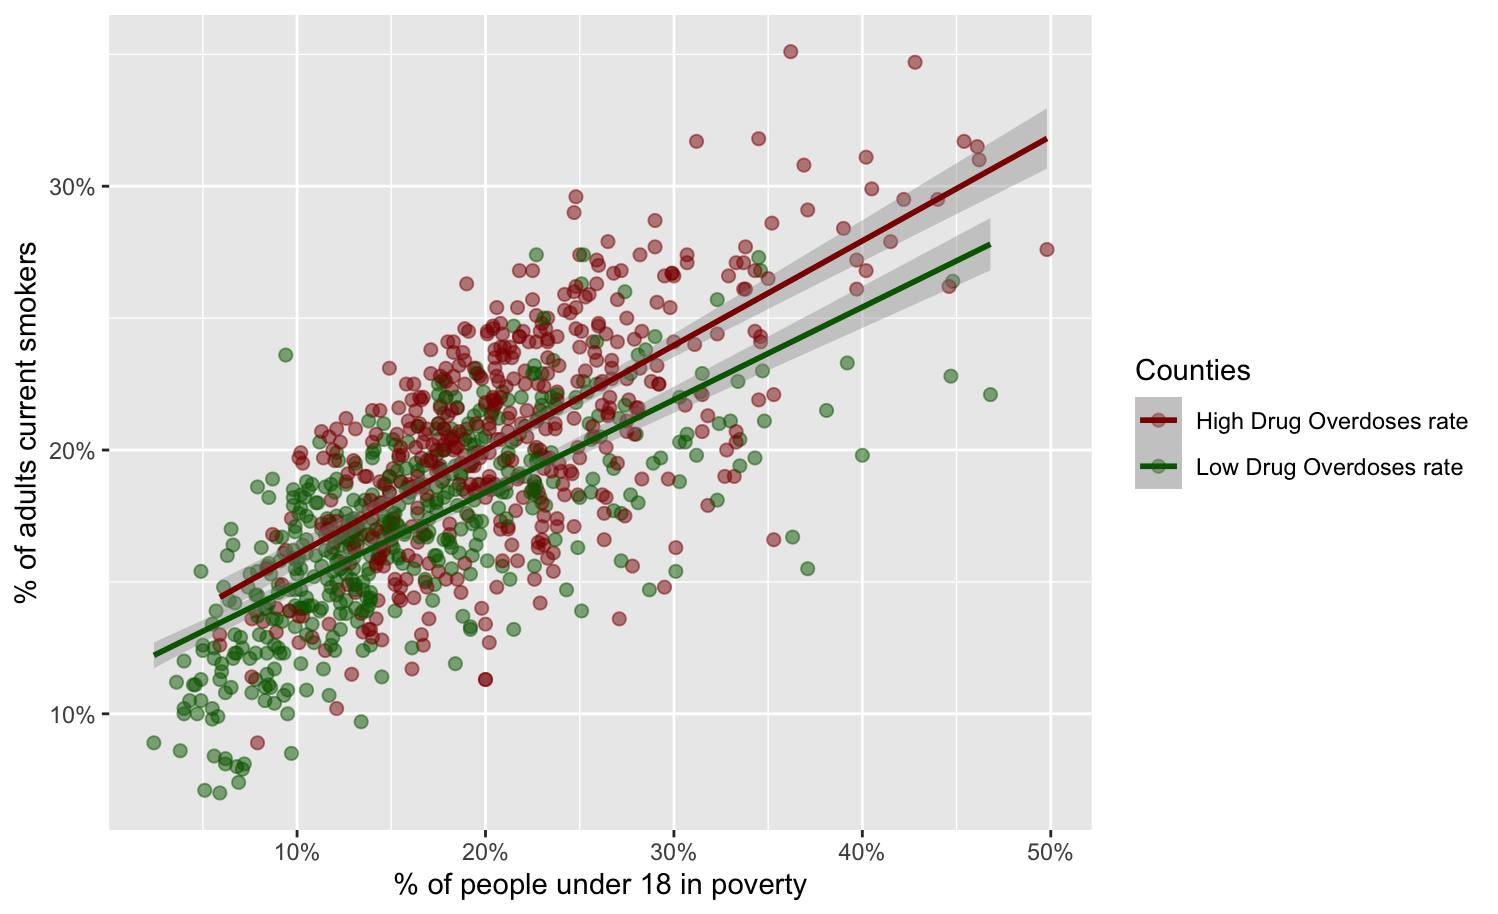 % of adults current smokers
30%
20%
10%
10%
20%
30%
40%
50%
% of people under 18 in poverty
Counties
High Drug Overdoses rate
Low Drug Overdoses rate